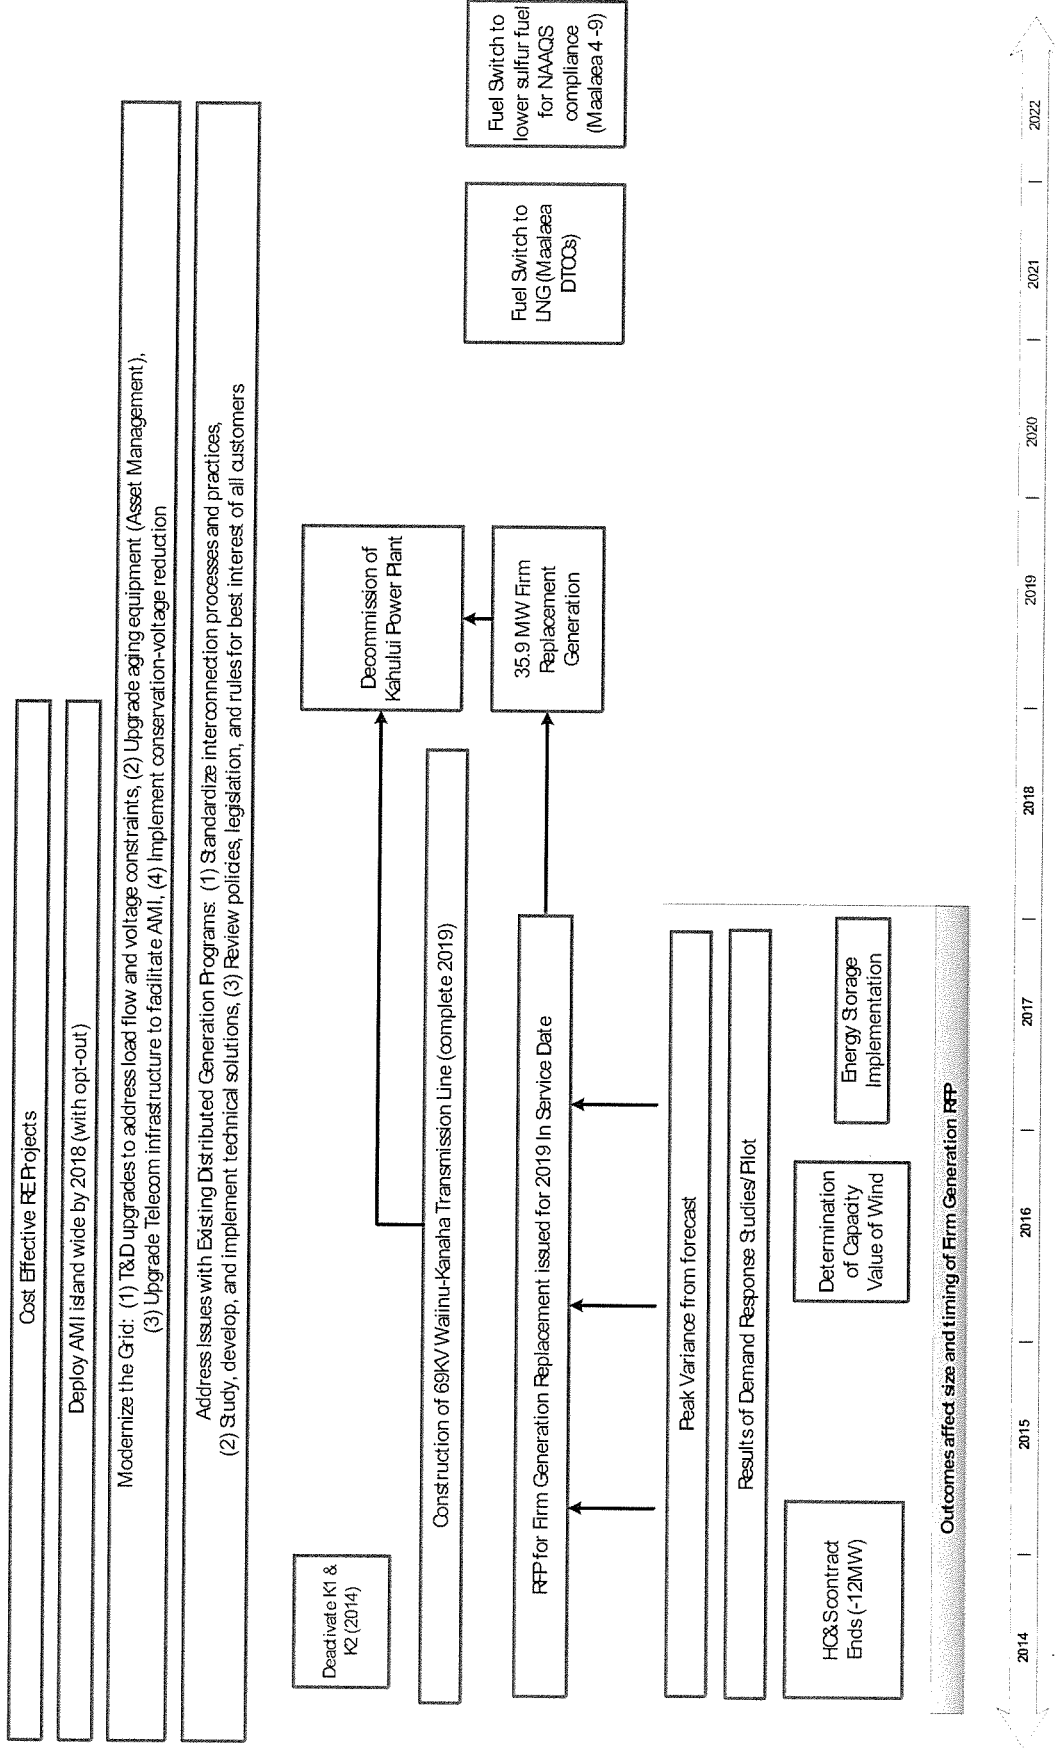 Cost Effective RE Projects
Deploy AMI island wide by 2018 (with opt-out)
Modernize the Grid: (1) T&D upgrades to address load flow and voltage constraints, (2) Upgrade aging equipment (Asset Management),
(3) Upgrade Telecom infrastructure to facilitate AMI, (4) Implement conservation-voltage reduction
Address Issues with Existing Distributed Generation Programs: (1) Standardize interconnection processes and practices,
(2) Study, develop, and implement technical solutions, (3) Review policies, legislation, and rules for best interest of all customers
Deactivate K1 &
K2 (2014)
Decommission of
Kahului Power Plant
Construction of 69KV Waiinu-Kanaha Transmission Line (complete 2019)
RFP for Firm Generation Replacement issued for 2019 In Service Date
35.9 MW Firm
Replacement
Generation
Fuel Switch to
LNG (Maalaea
DTCCs)
Fuel Switch to
lower sulfur fuel
for NAAQS
compliance
(Maalaea 4 -9)
Peak Variance from forecast
Results of Demand Response Studies/Pilot
HC&S contract
Ends (-12MW)
Determination
of Capacity
Value of Wind
Energy Storage
Implementation
Outcomes affect size and timing of Firm Generation RFP
2014 | 2015 | 2016 | 2017 | 2018 | 2019 | 2020 | 2021 | 2022